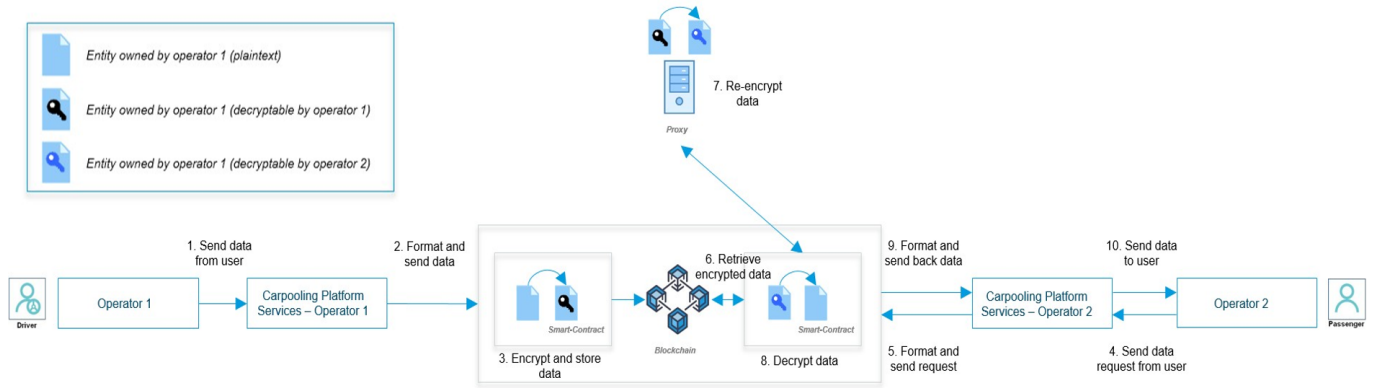 Entity owned by operator 1 (plaintext)
Entity owned by operator 1 (decryptable by operator 1)
Entity owned by operator 1 (decryptable by operator 2)
7. Re-encrypt
data
Proxy
1. Send data
from user
2. Format and
send data
Driver
Operator 1
Carpooling Platform
Services – Operator 1
Smart-Contract
3. Encrypt and store
data
Blockchain
6. Retrieve
encrypted data
Smart-Contract
8. Decrypt data
9. Format and
send back data
5. Format and
send request
Carpooling Platform
Services – Operator 2
10. Send data
to user
4. Send data
request from user
Operator 2
Passenger